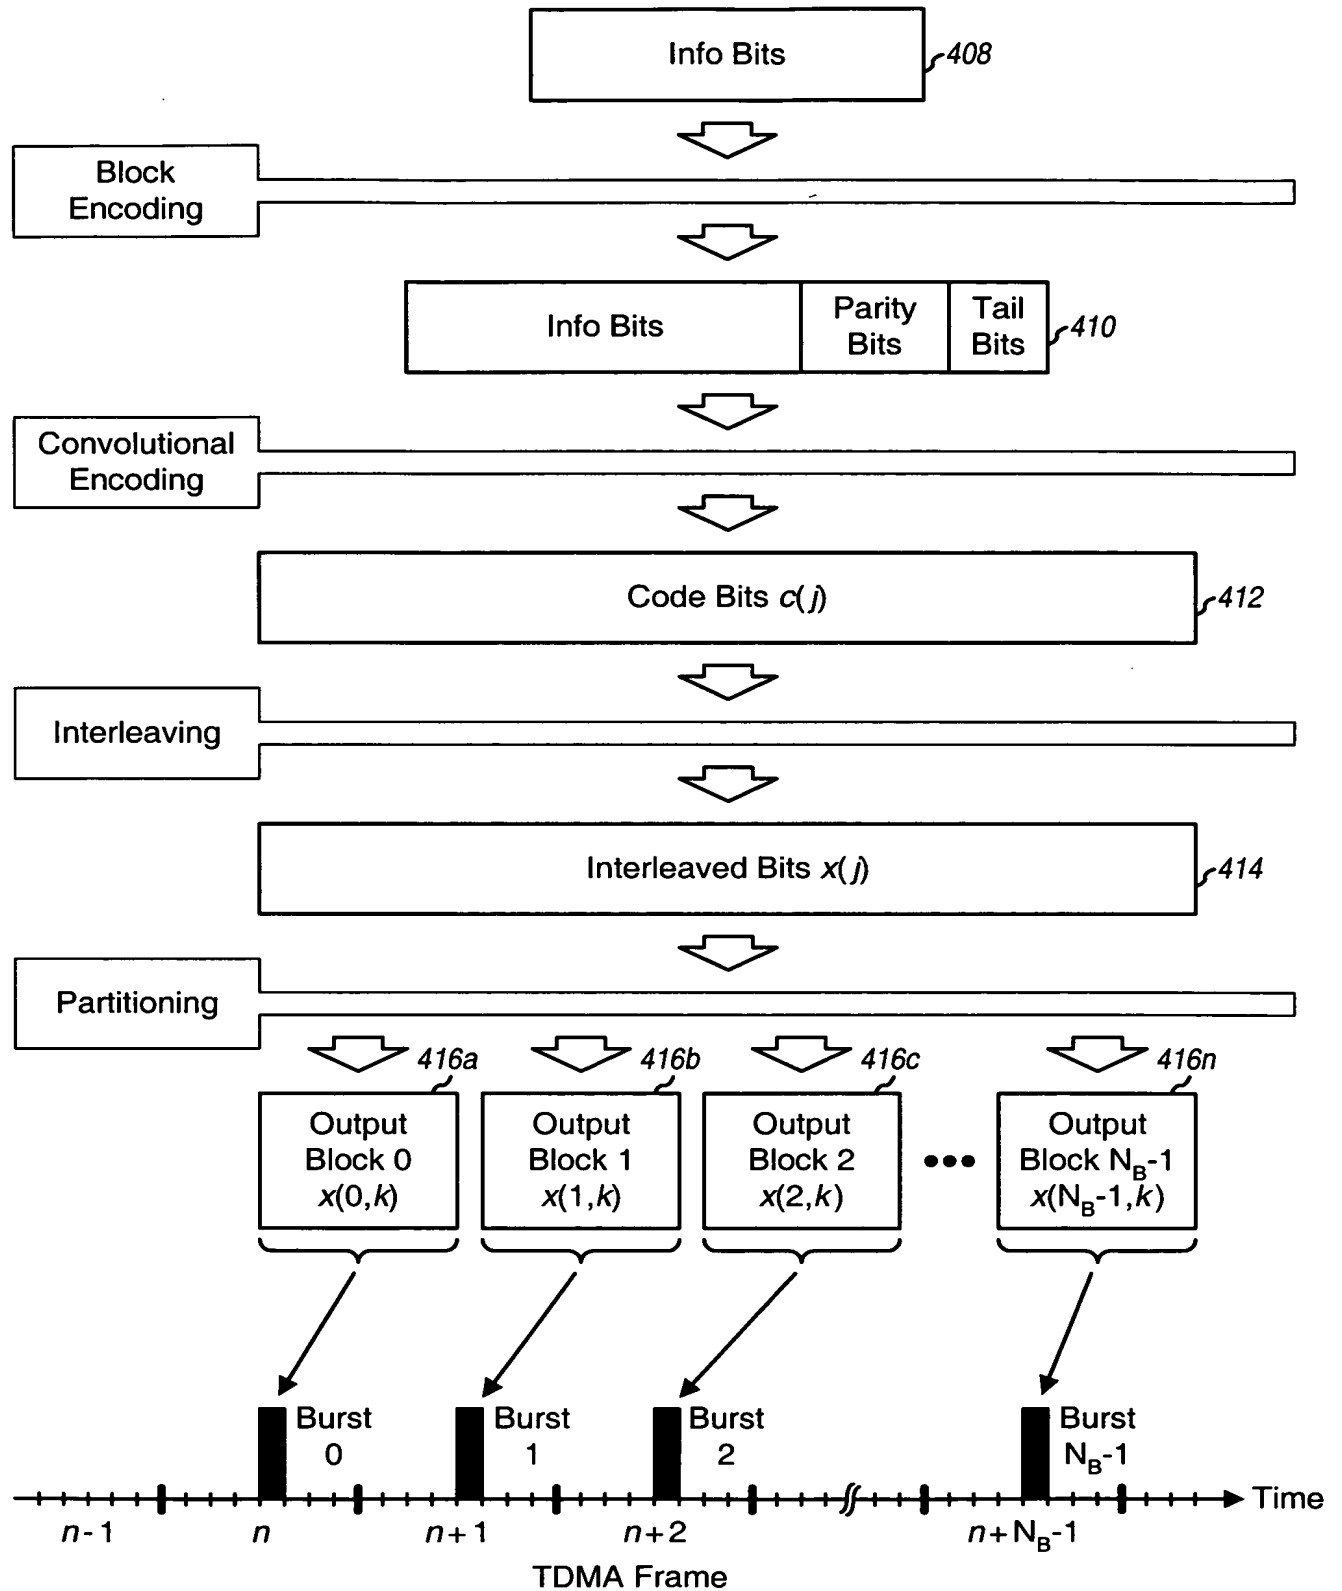 Info Bits
408
Block
Encoding
Info Bits
Parity
Bits
Tail
Bits
410
Convolutional
Encoding
Code Bits c(j)
412
Interleaving
Interleaved Bits x(j)
414
Partitioning
416a
416b
416c
416n
Output
Block 0
x(0,k)
Output
Block 1
x(1,k)
Output
Block 2
x(2,k)
•••
Output
Block N_B-1
x(N_B-1,k)
Burst
0
Burst
1
Burst
2
Burst
N_B-1
Time
n-1
n
n+1
n+2
n+N_B-1
TDMA Frame